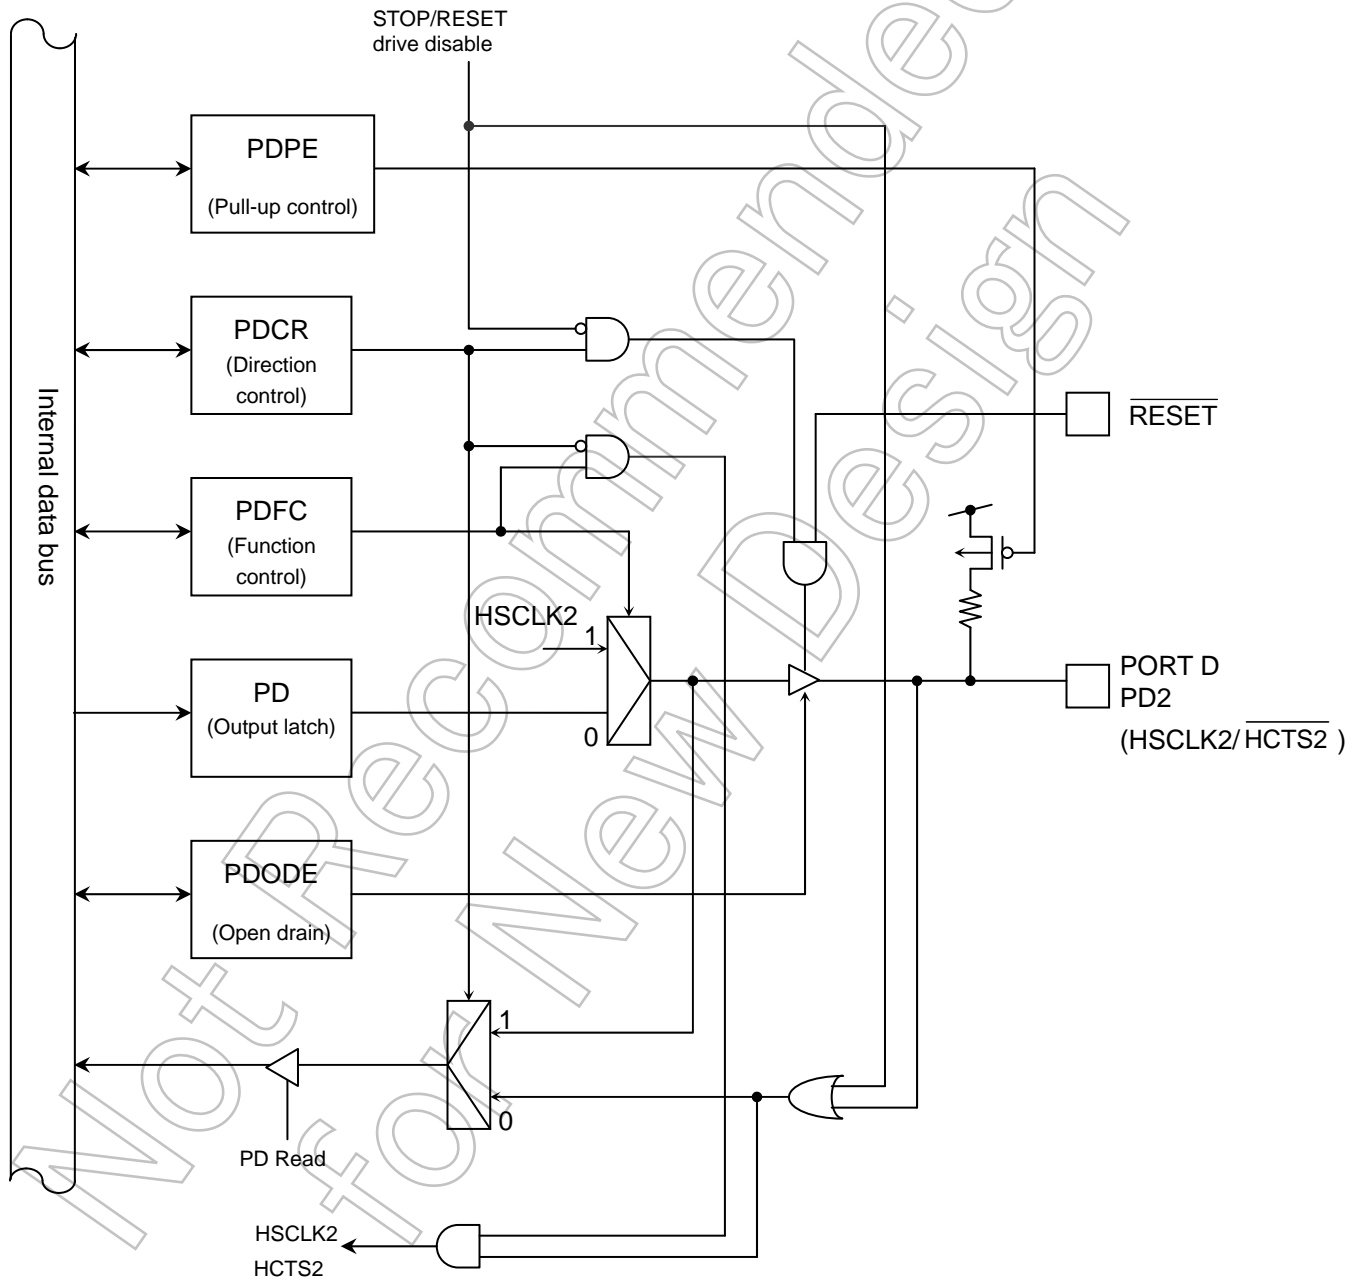 STOP/RESET
drive disable
PDPE
(Pull-up control)
PDCR
(Direction
control)
RESET
Internal data bus
PDFC
(Function
control)
HSCLK2
1
0
PD
(Output latch)
PORT D
PD2
(HSCLK2/HCTS2 )
PDODE
(Open drain)
1
0
PD Read
HSCLK2
HCTS2
Not Recommended
for New Design